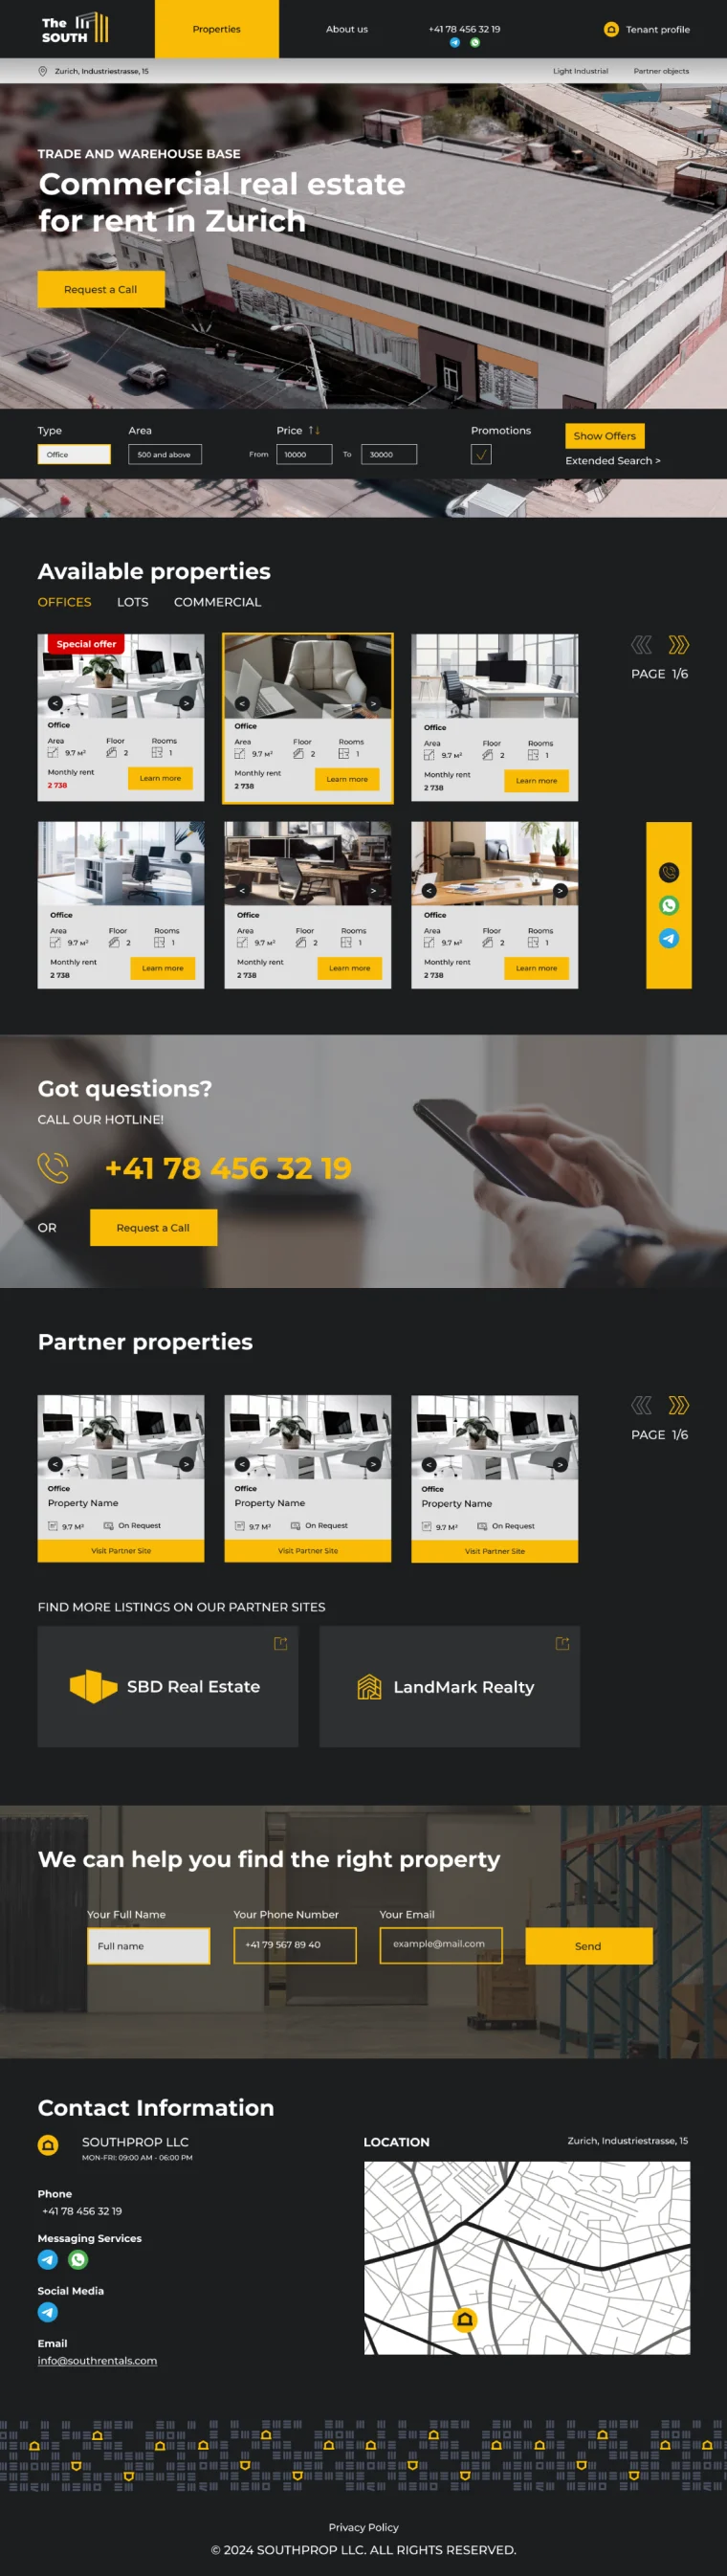 The
SOUTH
Properties
About us
+41 78 456 32 19
Tenant profile
Zurich, Industriestrasse, 15
Light Industrial
Partner objects
TRADE AND WAREHOUSE BASE
Commercial real estate
for rent in Zurich
Request a Call
Type
Area
Price ↑↓
Promotions
Office
500 and above
From
10000
To
30000
Show Offers
Extended Search >
Available properties
OFFICES LOTS COMMERCIAL
PAGE 1/6
Special offer
< >
Office
Area Floor Rooms
9.7 м² 2 1
Monthly rent
2 738
Learn more
< >
Office
Area Floor Rooms
9.7 м² 2 1
Monthly rent
2 738
Learn more
Office
Area Floor Rooms
9.7 м² 2 1
Monthly rent
2 738
Learn more
Office
Area Floor Rooms
9.7 м² 2 1
Monthly rent
2 738
Learn more
< >
Office
Area Floor Rooms
9.7 м² 2 1
Monthly rent
2 738
Learn more
< >
Office
Area Floor Rooms
9.7 м² 2 1
Monthly rent
2 738
Learn more
Got questions?
CALL OUR HOTLINE!
+41 78 456 32 19
OR
Request a Call
Partner properties
PAGE 1/6
< >
Office
Property Name
9.7 м² On Request
Visit Partner Site
< >
Office
Property Name
9.7 м² On Request
Visit Partner Site
< >
Office
Property Name
9.7 м² On Request
Visit Partner Site
FIND MORE LISTINGS ON OUR PARTNER SITES
SBD Real Estate
LandMark Realty
We can help you find the right property
Your Full Name
Your Phone Number
Your Email
Full name
+41 79 567 89 40
example@mail.com
Send
Contact Information
SOUTHPROP LLC
MON-FRI: 09:00 AM - 06:00 PM
Phone
+41 78 456 32 19
Messaging Services
Social Media
Email
info@southrentals.com
LOCATION
Zurich, Industriestrasse, 15
Privacy Policy
© 2024 SOUTHPROP LLC. ALL RIGHTS RESERVED.